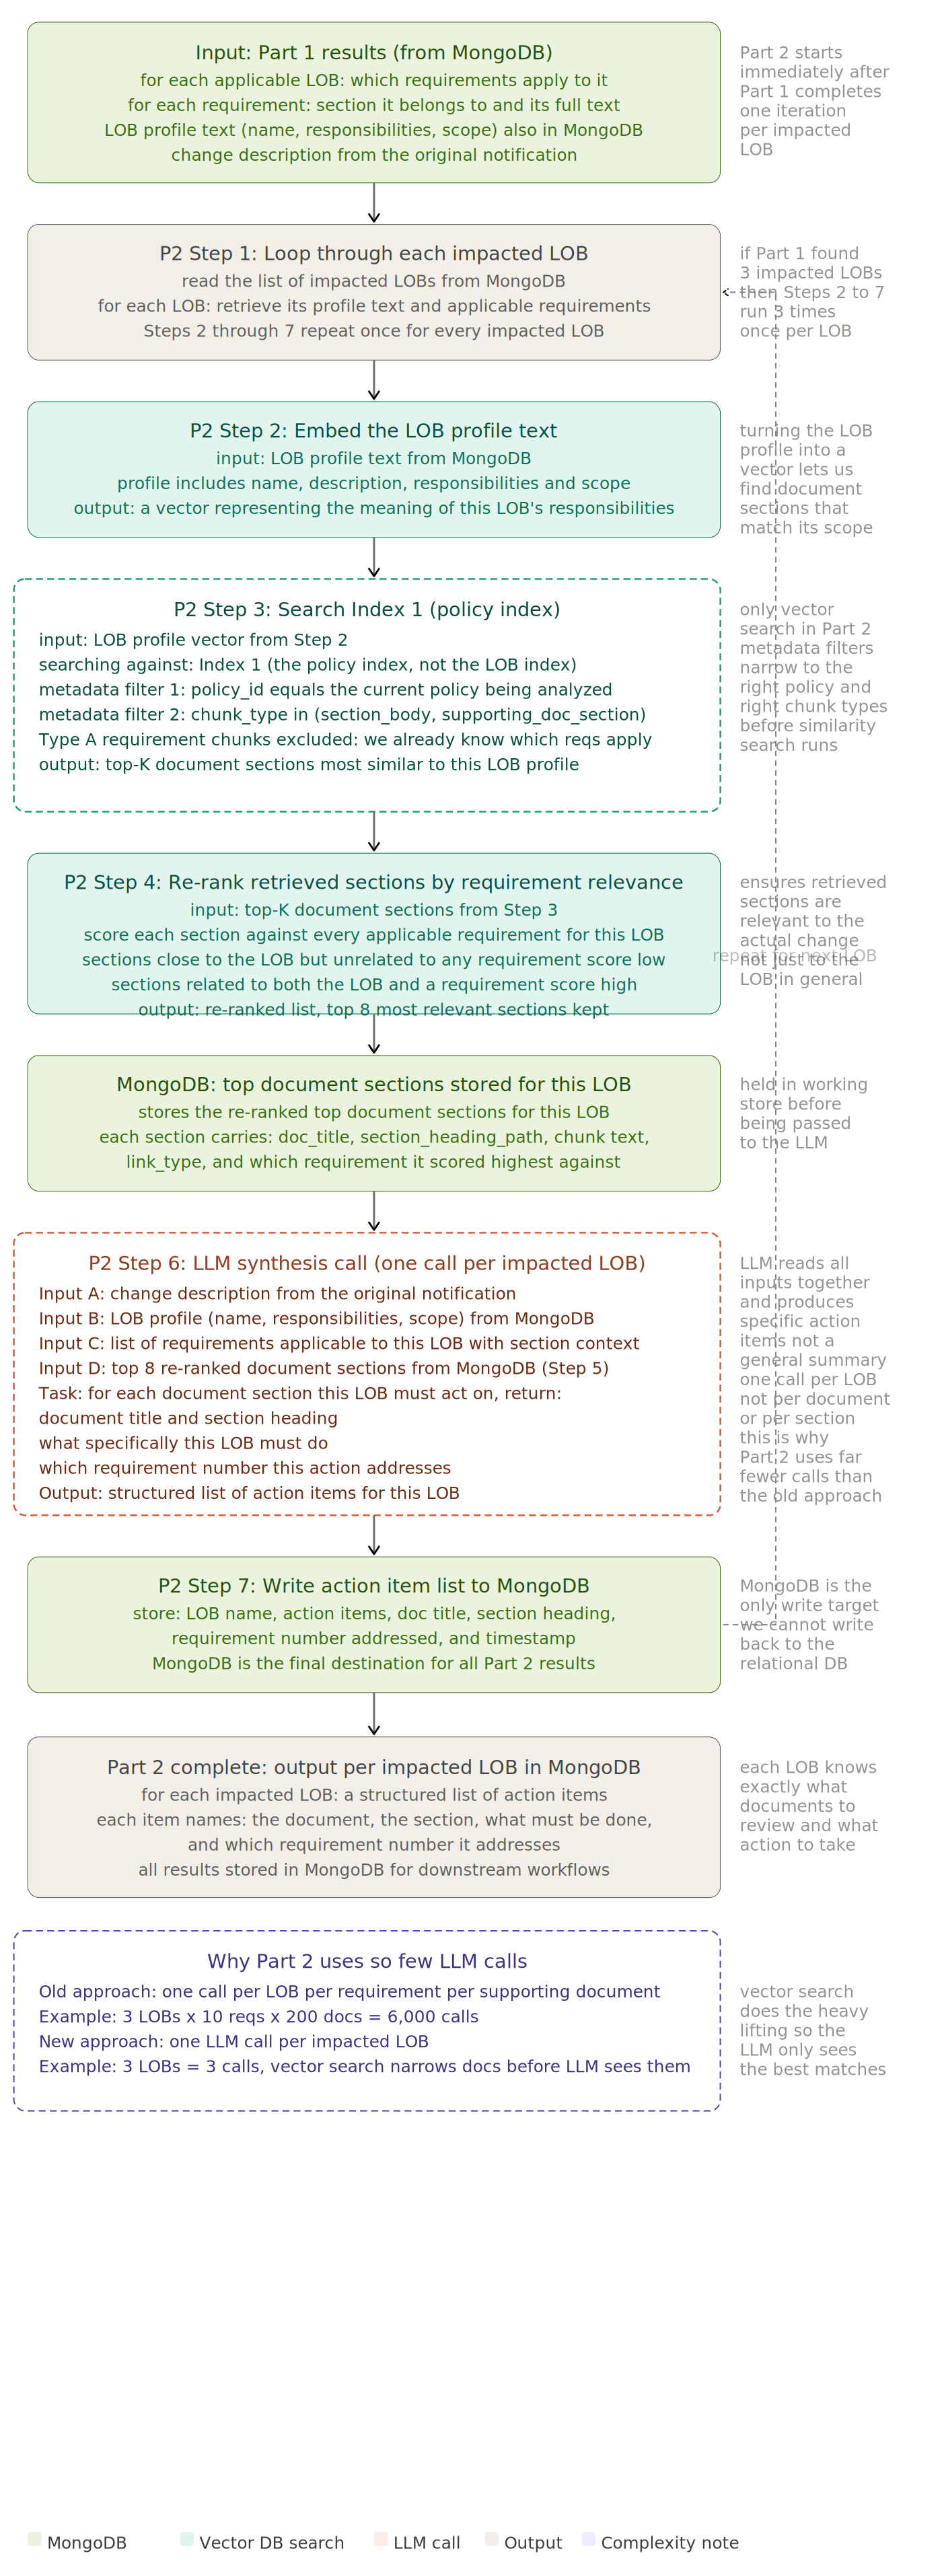 Input: Part 1 results (from MongoDB)
for each applicable LOB: which requirements apply to it
for each requirement: section it belongs to and its full text
LOB profile text (name, responsibilities, scope) also in MongoDB
change description from the original notification
Part 2 starts
immediately after
Part 1 completes
one iteration
per impacted
LOB
P2 Step 1: Loop through each impacted LOB
read the list of impacted LOBs from MongoDB
for each LOB: retrieve its profile text and applicable requirements
Steps 2 through 7 repeat once for every impacted LOB
if Part 1 found
3 impacted LOBs
then Steps 2 to 7
run 3 times
once per LOB
P2 Step 2: Embed the LOB profile text
input: LOB profile text from MongoDB
profile includes name, description, responsibilities and scope
output: a vector representing the meaning of this LOB's responsibilities
turning the LOB
profile into a
vector lets us
find document
sections that
match its scope
P2 Step 3: Search Index 1 (policy index)
input: LOB profile vector from Step 2
searching against: Index 1 (the policy index, not the LOB index)
metadata filter 1: policy_id equals the current policy being analyzed
metadata filter 2: chunk_type in (section_body, supporting_doc_section)
Type A requirement chunks excluded: we already know which reqs apply
output: top-K document sections most similar to this LOB profile
only vector
search in Part 2
metadata filters
narrow to the
right policy and
right chunk types
before similarity
search runs
P2 Step 4: Re-rank retrieved sections by requirement relevance
input: top-K document sections from Step 3
score each section against every applicable requirement for this LOB
sections close to the LOB but unrelated to any requirement score low
sections related to both the LOB and a requirement score high
output: re-ranked list, top 8 most relevant sections kept
ensures retrieved
sections are
relevant to the
actual change
not just to the
LOB in general
repeat for next LOB
MongoDB: top document sections stored for this LOB
stores the re-ranked top document sections for this LOB
each section carries: doc_title, section_heading_path, chunk text,
link_type, and which requirement it scored highest against
held in working
store before
being passed
to the LLM
P2 Step 6: LLM synthesis call (one call per impacted LOB)
Input A: change description from the original notification
Input B: LOB profile (name, responsibilities, scope) from MongoDB
Input C: list of requirements applicable to this LOB with section context
Input D: top 8 re-ranked document sections from MongoDB (Step 5)
Task: for each document section this LOB must act on, return:
document title and section heading
what specifically this LOB must do
which requirement number this action addresses
Output: structured list of action items for this LOB
LLM reads all
inputs together
and produces
specific action
items not a
general summary
one call per LOB
not per document
or per section
this is why
Part 2 uses far
fewer calls than
the old approach
P2 Step 7: Write action item list to MongoDB
store: LOB name, action items, doc title, section heading,
requirement number addressed, and timestamp
MongoDB is the final destination for all Part 2 results
MongoDB is the
only write target
we cannot write
back to the
relational DB
Part 2 complete: output per impacted LOB in MongoDB
for each impacted LOB: a structured list of action items
each item names: the document, the section, what must be done,
and which requirement number it addresses
all results stored in MongoDB for downstream workflows
each LOB knows
exactly what
documents to
review and what
action to take
Why Part 2 uses so few LLM calls
Old approach: one call per LOB per requirement per supporting document
Example: 3 LOBs x 10 reqs x 200 docs = 6,000 calls
New approach: one LLM call per impacted LOB
Example: 3 LOBs = 3 calls, vector search narrows docs before LLM sees them
vector search
does the heavy
lifting so the
LLM only sees
the best matches
MongoDB
Vector DB search
LLM call
Output
Complexity note